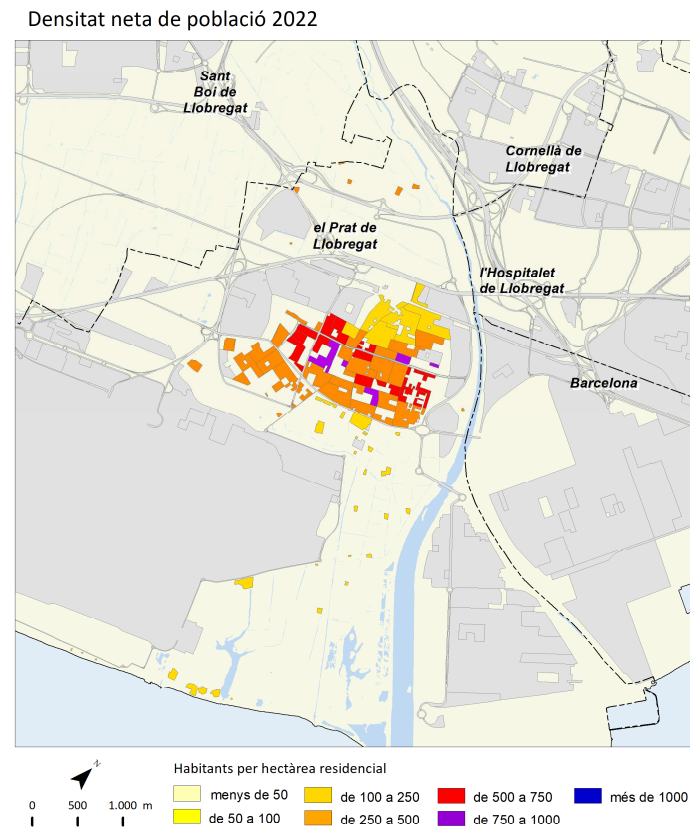 Densitat neta de població 2022
Sant
Boi de
Llobregat
Cornellà de
Llobregat
el Prat de
Llobregat
l'Hospitalet
de Llobregat
Barcelona
N
Habitants per hectàrea residencial
menys de 50
de 100 a 250
de 500 a 750
més de 1000
de 50 a 100
de 250 a 500
de 750 a 1000
0 500 1.000 m